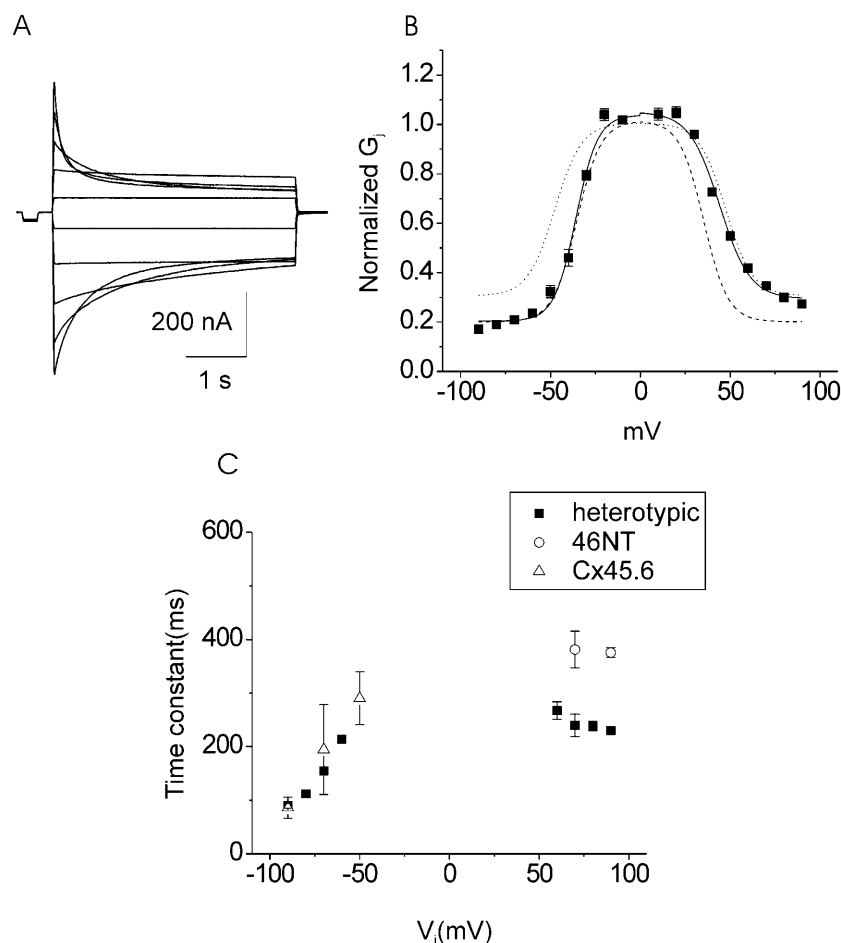 A
200 nA
1 s
B
Normalized Gj
1.2
1.0
0.8
0.6
0.4
0.2
0.0
-100
-50
0
50
100
mV
C
heterotypic
46NT
Cx45.6
Time constant(ms)
600
400
200
0
-100
-50
0
50
100
Vj(mV)